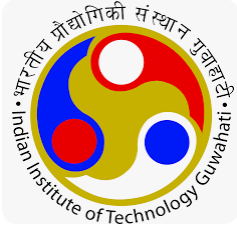 • भारतीय प्रौद्योगिकी संस्थान गुवाहाटी •
Indian Institute of Technology Guwahati